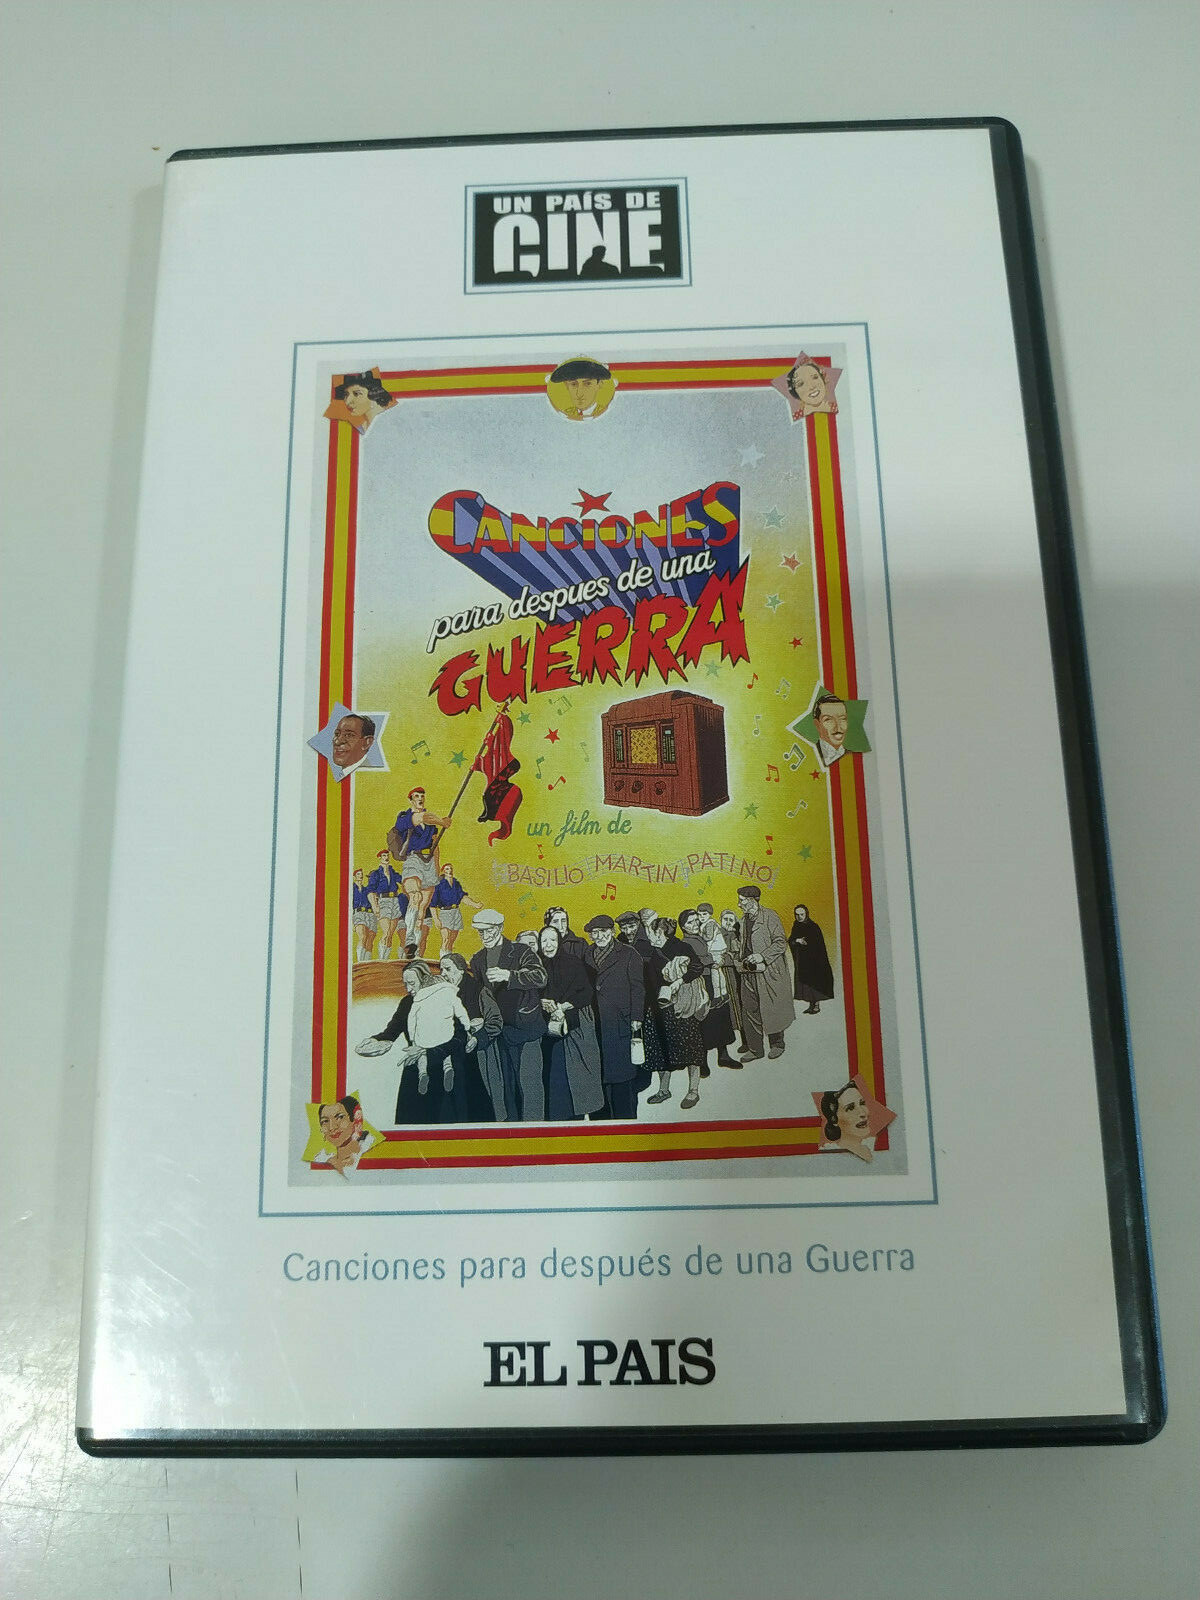 UN PAÍS DE
CINE
CANCIONES
para despues de una
GUERRA
un film de
BASILIO MARTIN PATINO
Canciones para después de una Guerra
EL PAIS